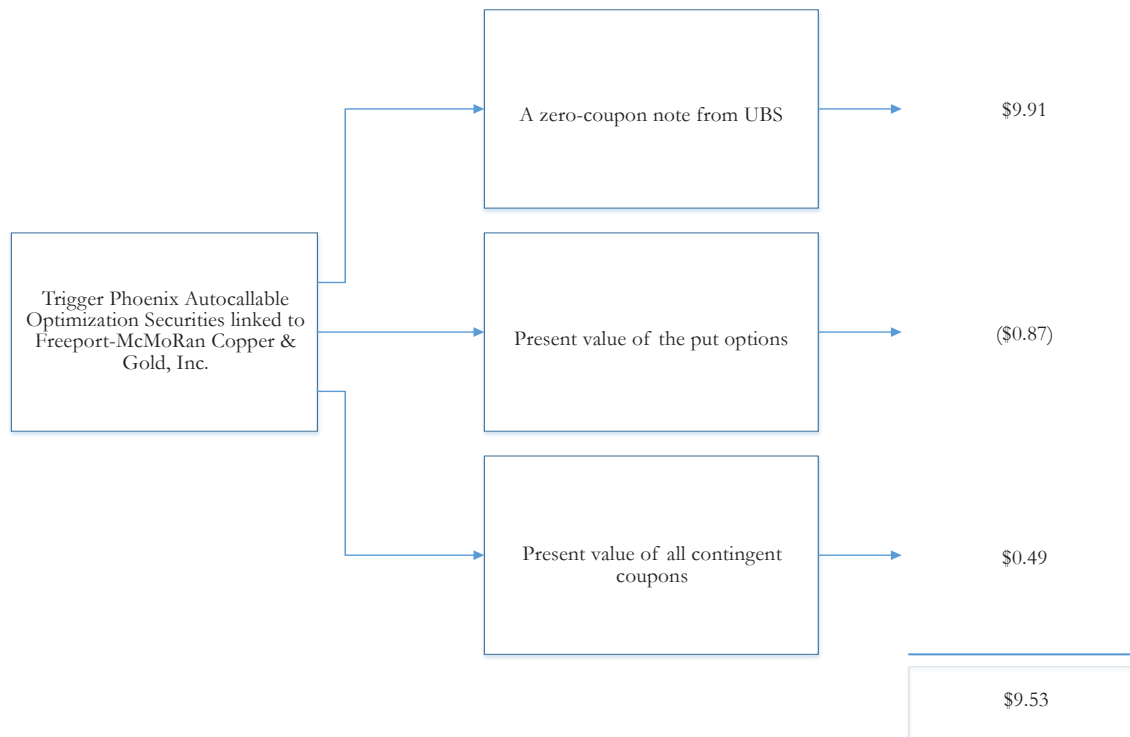 A zero-coupon note from UBS
$9.91
Trigger Phoenix Autocallable
Optimization Securities linked to
Freeport-McMoRan Copper &
Gold, Inc.
Present value of the put options
($0.87)
Present value of all contingent
coupons
$0.49
$9.53